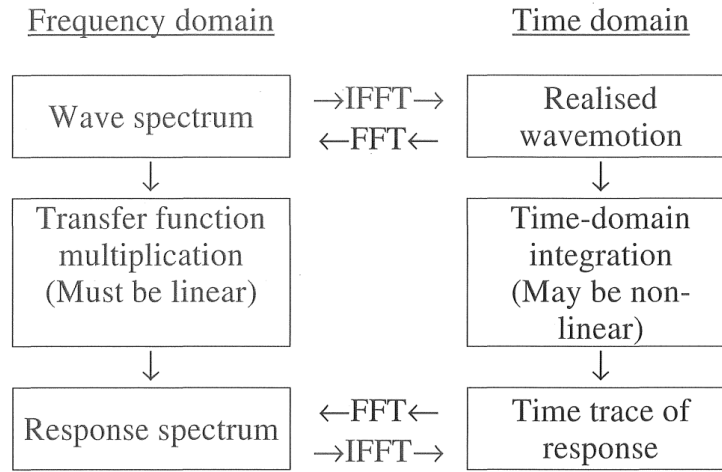 Frequency domain
Time domain
Wave spectrum
→IFFT→
←FFT←
Realised
wavemotion
Transfer function
multiplication
(Must be linear)
Time-domain
integration
(May be non-
linear)
Response spectrum
←FFT←
→IFFT→
Time trace of
response